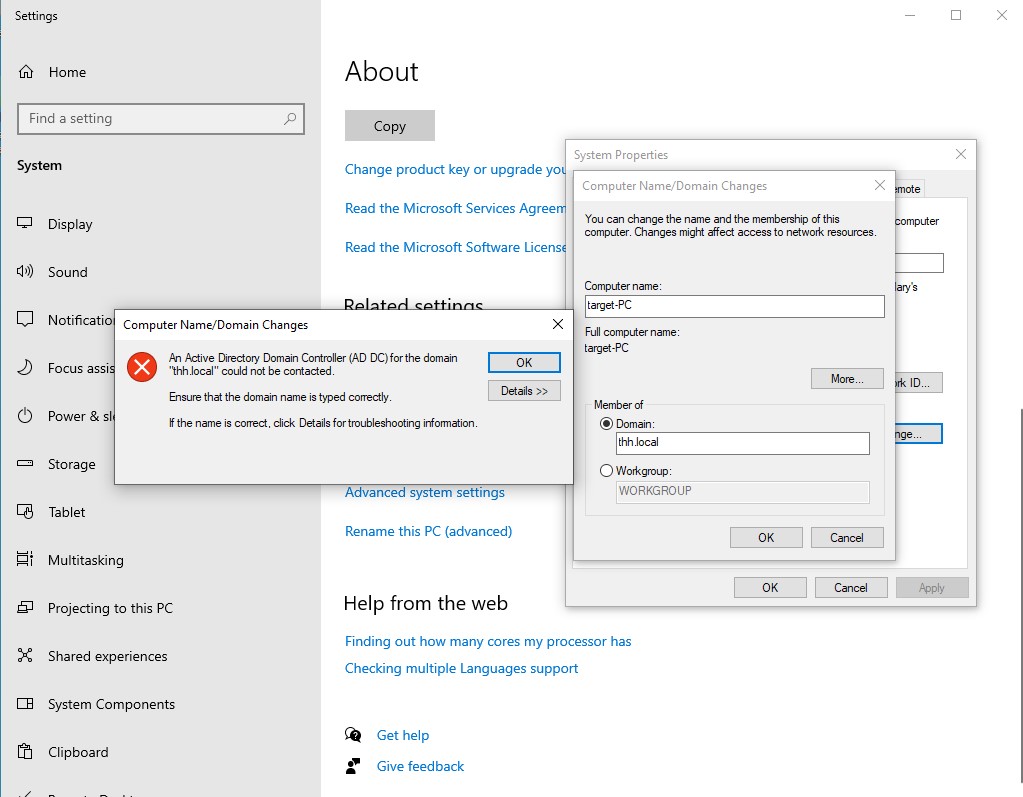 Settings
Home
Find a setting
System
Display
Sound
Notification
Focus assis
Power & sle
Storage
Tablet
Multitasking
Projecting to this PC
Shared experiences
System Components
Clipboard
About
Copy
Change product key or upgrade you
Read the Microsoft Services Agreem
Read the Microsoft Software License
Related settings
Advanced system settings
Rename this PC (advanced)
Help from the web
Finding out how many cores my processor has
Checking multiple Languages support
Get help
Give feedback
Computer Name/Domain Changes
An Active Directory Domain Controller (AD DC) for the domain
"thh.local" could not be contacted.
Ensure that the domain name is typed correctly.
If the name is correct, click Details for troubleshooting information.
OK
Details >>
System Properties
emote
computer
ary's
rk ID...
nge...
OK
Cancel
Apply
Computer Name/Domain Changes
You can change the name and the membership of this
computer. Changes might affect access to network resources.
Computer name:
target-PC
Full computer name:
target-PC
More...
Member of
Domain:
thh.local
Workgroup:
WORKGROUP
OK
Cancel